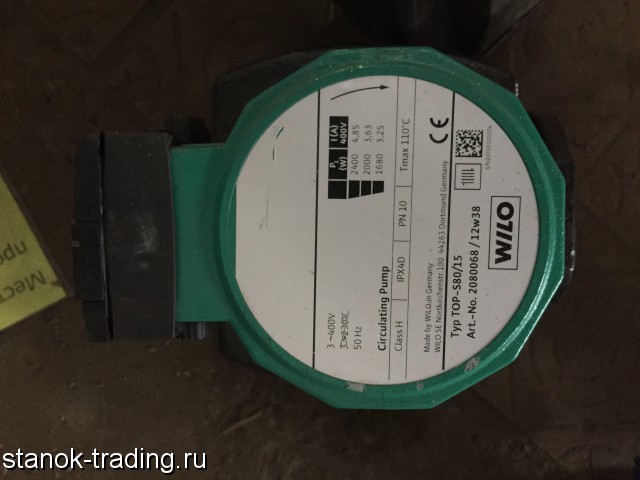 WILO
Typ TOP-S80/15
Art.-No. 2080068 / 12w38
CE
Made by WILO in Germany
WILO SE Nortkirchenstr. 100 44263 Dortmund Germany
Class H IPX4D PN 10 Tmax 110°C
Circulating Pump
3 ~400V
50 Hz
P₁ (W) I (A) 400V
2400 4.85
2000 3.63
1680 3.25
Мест
про
stanok-trading.ru